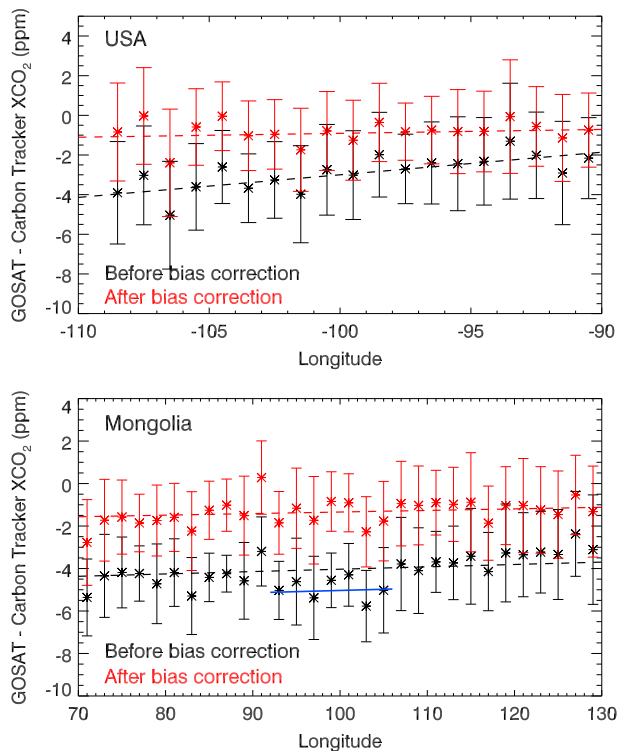 GOSAT - Carbon Tracker XCO2 (ppm)
USA
4
2
0
-2
-4
-6
-8
-10
Before bias correction
After bias correction
-110 -105 -100 -95 -90
Longitude
GOSAT - Carbon Tracker XCO2 (ppm)
Mongolia
4
2
0
-2
-4
-6
-8
-10
Before bias correction
After bias correction
70 80 90 100 110 120 130
Longitude